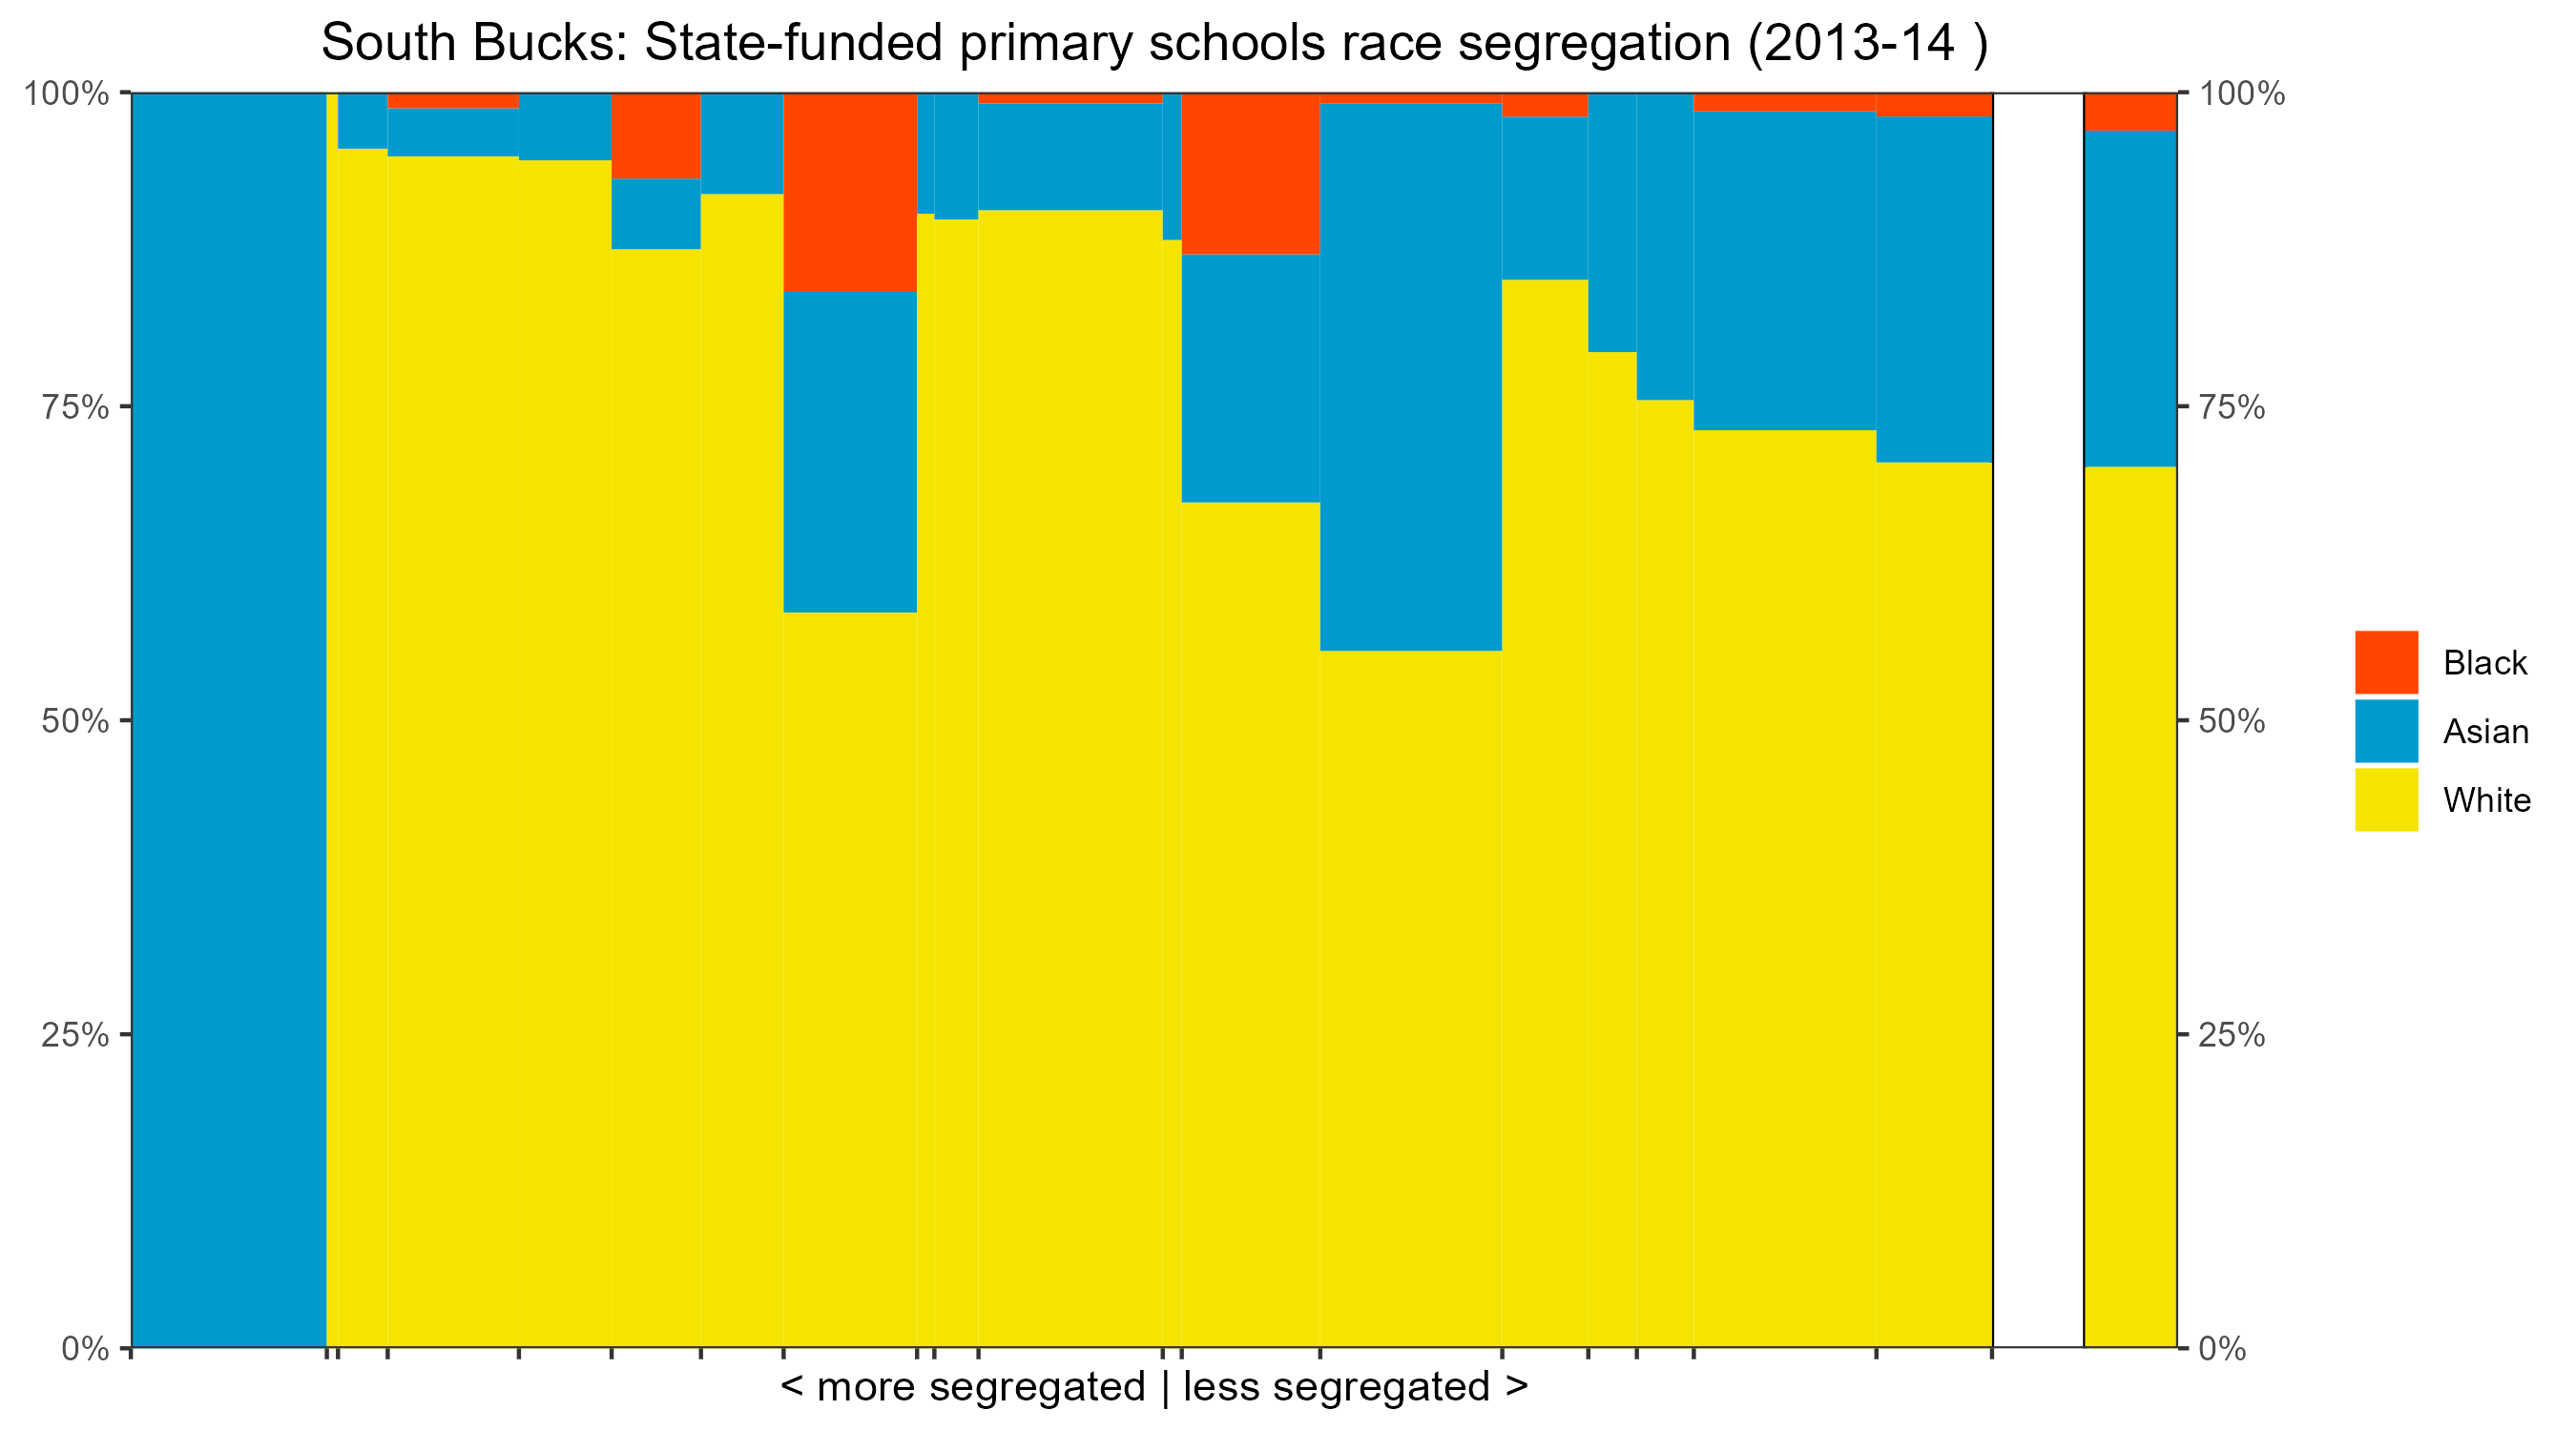 South Bucks: State-funded primary schools race segregation (2013-14 )
100%
75%
50%
25%
0%
100%
75%
50%
25%
0%
Black
Asian
White
< more segregated | less segregated >